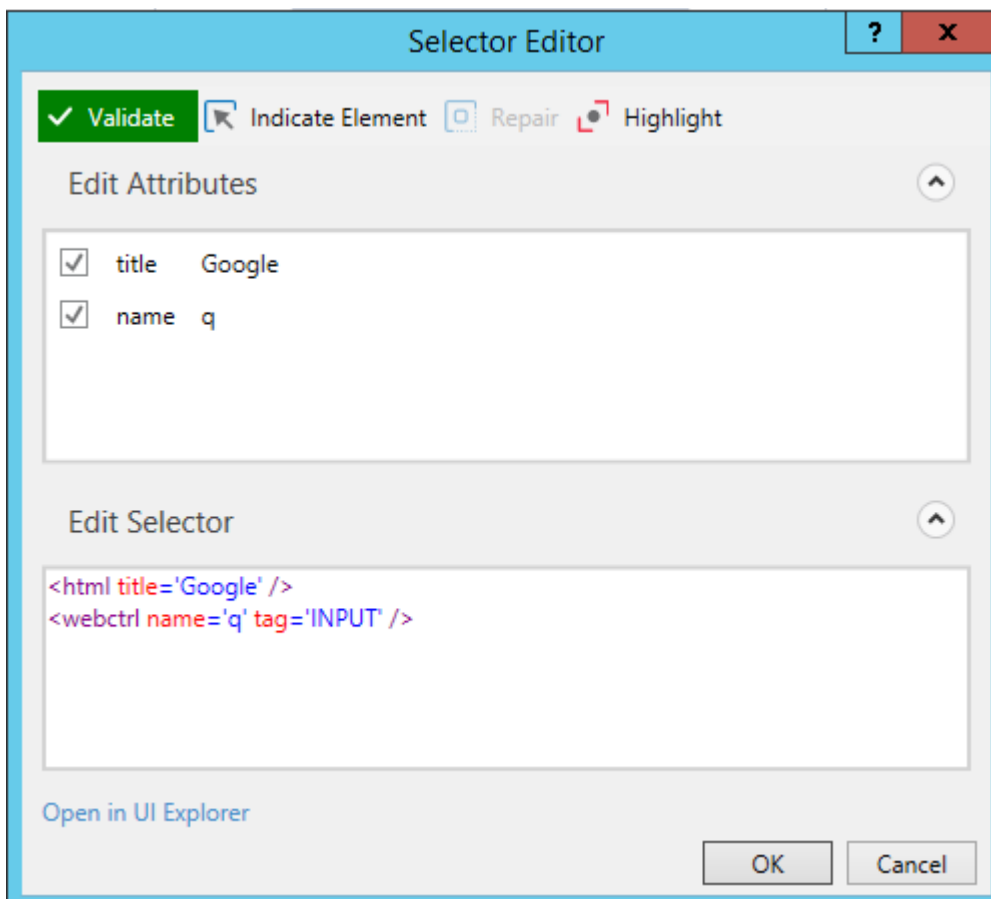 Selector Editor
?
x
Validate Indicate Element Repair Highlight
Edit Attributes
title Google
name q
Edit Selector
<html title='Google' />
<webctrl name='q' tag='INPUT' />
Open in UI Explorer
OK Cancel